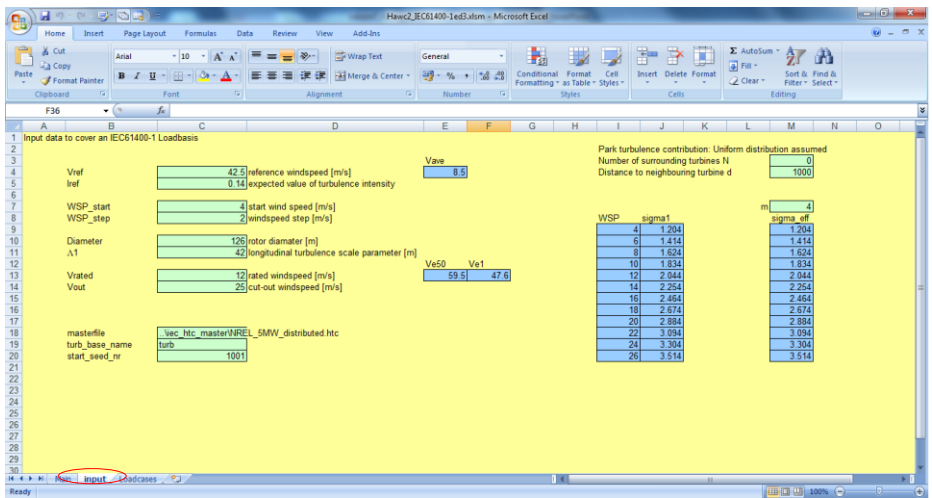 Hawc2_IEC61400-1ed3.xlsm - Microsoft Excel
Home Insert Page Layout Formulas Data Review View Add-Ins
Paste
Cut
Copy
Format Painter
Clipboard
Arial 10
B I U
Font
Wrap Text
Merge & Center
Alignment
General
Number
Conditional Formatting
Format as Table
Cell Styles
Styles
Insert Delete Format
Cells
Σ AutoSum
Fill
Clear
Sort & Filter
Find & Select
Editing
F36 fx
A B C D E F G H I J K L M N O
1 Input data to cover an IEC61400-1 Loadbasis
2 Park turbulence contribution: Uniform distribution assumed
3 Vave Number of surrounding turbines N 0
4 Vref 42.5 reference windspeed [m/s] 8.5 Distance to neighbouring turbine d 1000
5 Iref 0.14 expected value of turbulence intensity
6
7 WSP_start 4 start wind speed [m/s] m 4
8 WSP_step 2 windspeed step [m/s] WSP sigma1 sigma_eff
9 4 1.204 1.204
10 Diameter 126 rotor diamater [m] 6 1.414 1.414
11 Λ1 42 longitudinal turbulence scale parameter [m] 8 1.624 1.624
12 Ve50 Ve1 10 1.834 1.834
13 Vrated 12 rated windspeed [m/s] 59.5 47.6 12 2.044 2.044
14 Vout 25 cut-out windspeed [m/s] 14 2.254 2.254
15 16 2.464 2.464
16 18 2.674 2.674
17 20 2.884 2.884
18 masterfile ..\iec_htc_master\NREL_5MW_distributed.htc 22 3.094 3.094
19 turb_base_name turb 24 3.304 3.304
20 start_seed_nr 1001 26 3.514 3.514
21
22
23
24
25
26
27
28
29
30
Main input Loadcases
Ready 100%